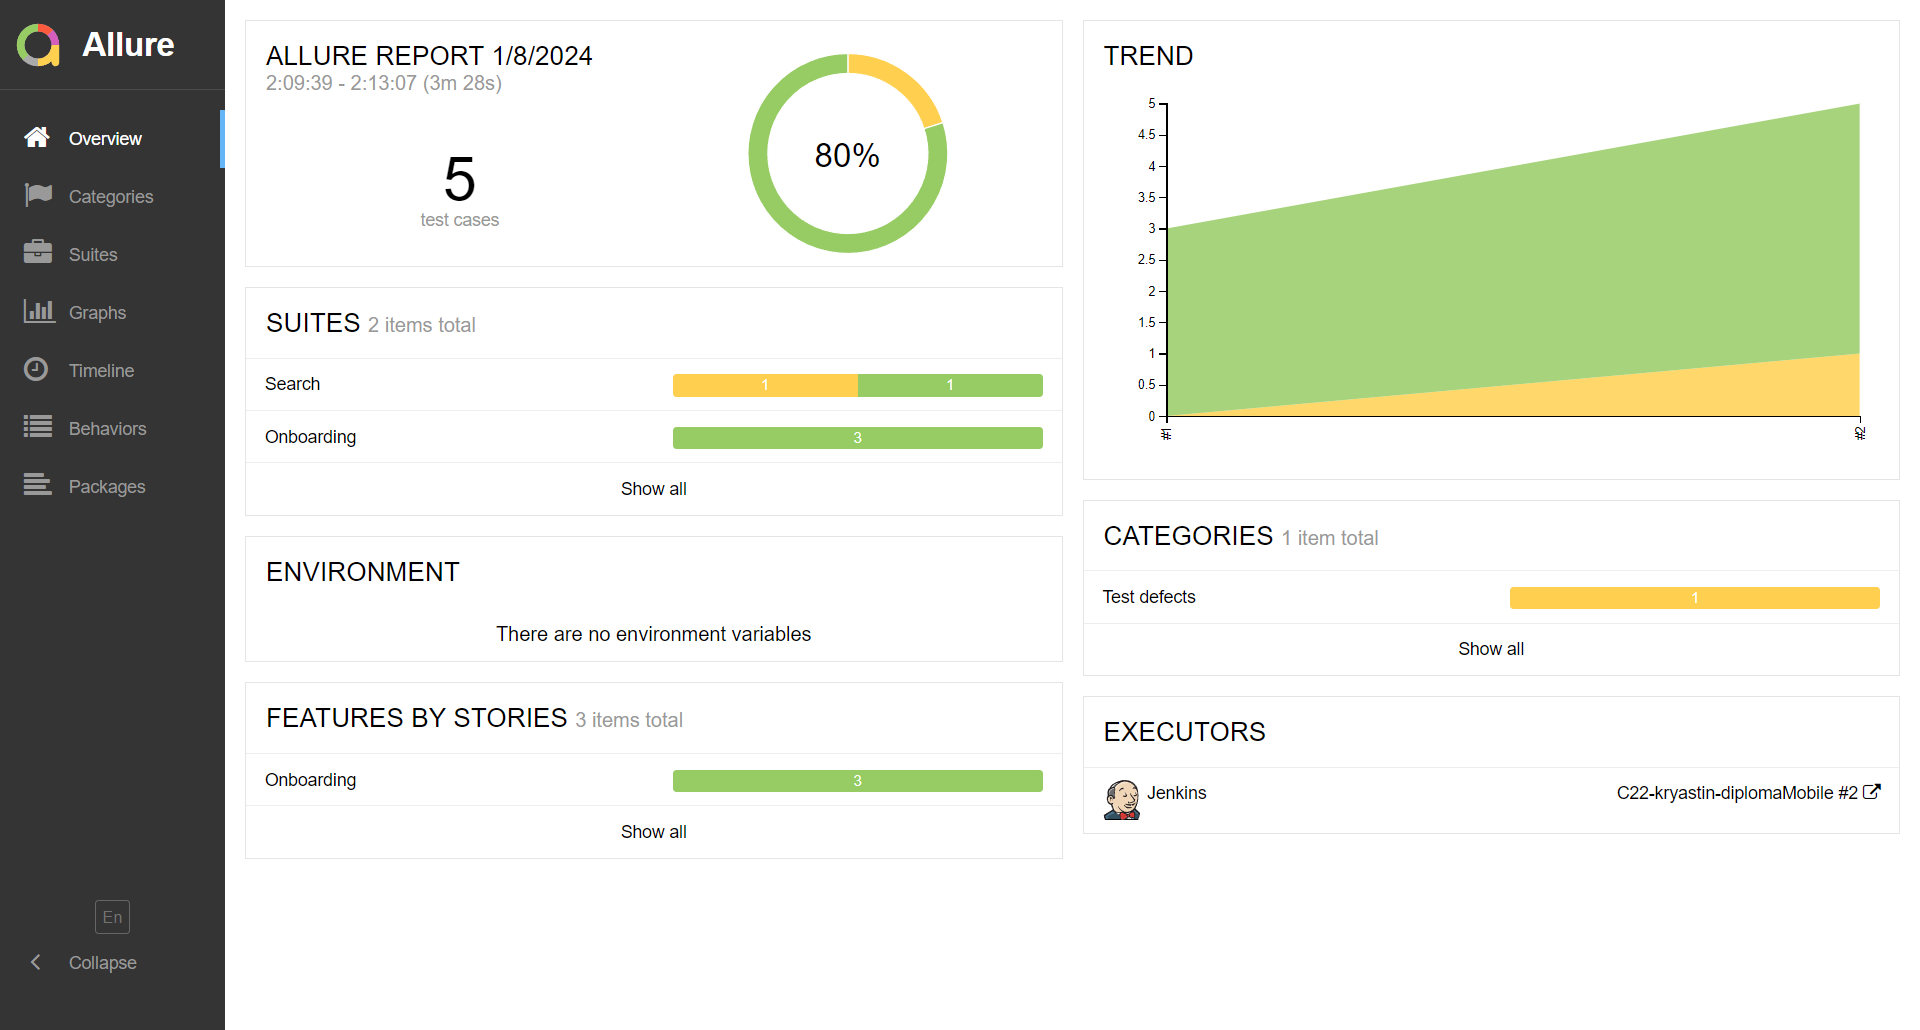 Allure
Overview
Categories
Suites
Graphs
Timeline
Behaviors
Packages
En
Collapse
ALLURE REPORT 1/8/2024
2:09:39 - 2:13:07 (3m 28s)
5
test cases
80%
SUITES 2 items total
Search 1 1
Onboarding 3
Show all
ENVIRONMENT
There are no environment variables
FEATURES BY STORIES 3 items total
Onboarding 3
Show all
TREND
5
4.5
4
3.5
3
2.5
2
1.5
1
0.5
0
#1 #2
CATEGORIES 1 item total
Test defects 1
Show all
EXECUTORS
Jenkins C22-kryastin-diplomaMobile #2